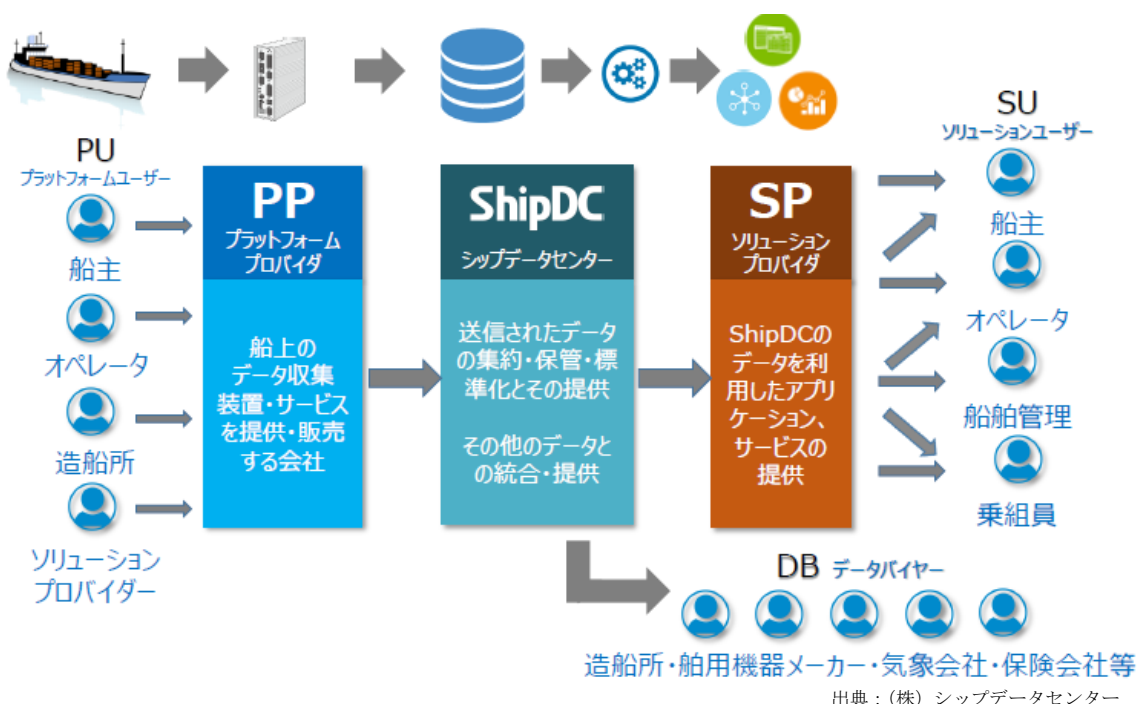 PU
プラットフォームユーザー
船主
オペレータ
造船所
ソリューション
プロバイダー
PP
プラットフォーム
プロバイダ
船上の
データ収集
装置・サービス
を提供・販売
する会社
ShipDC
シップデータセンター
送信されたデータ
の集約・保管・標
準化とその提供
その他のデータと
の統合・提供
SP
ソリューション
プロバイダ
ShipDCの
データを利
用したアプリ
ケーション、
サービスの
提供
SU
ソリューションユーザー
船主
オペレータ
船舶管理
乗組員
DB データバイヤー
造船所・舶用機器メーカー・気象会社・保険会社等
出典:(株)シップデータセンター